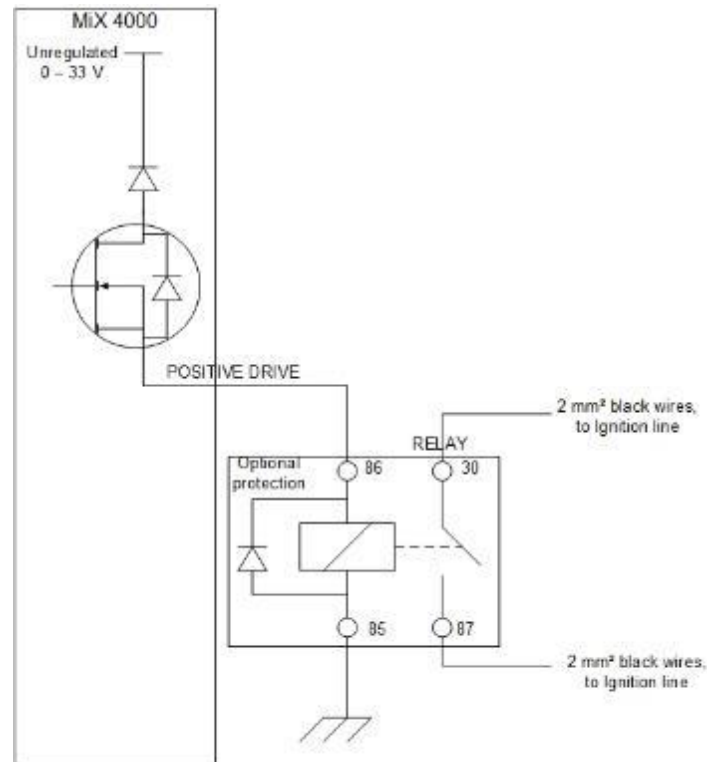 MiX 4000
Unregulated
0 – 33 V
POSITIVE DRIVE
2 mm² black wires,
to Ignition line
RELAY
Optional
protection
86
30
85
87
2 mm² black wires,
to Ignition line